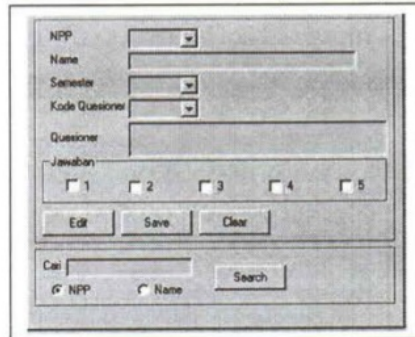 NPP
Name
Semester
Kode Quesioner
Quesioner
Jawaban
1 2 3 4 5
Edit Save Clear
Cari Search
NPP Name